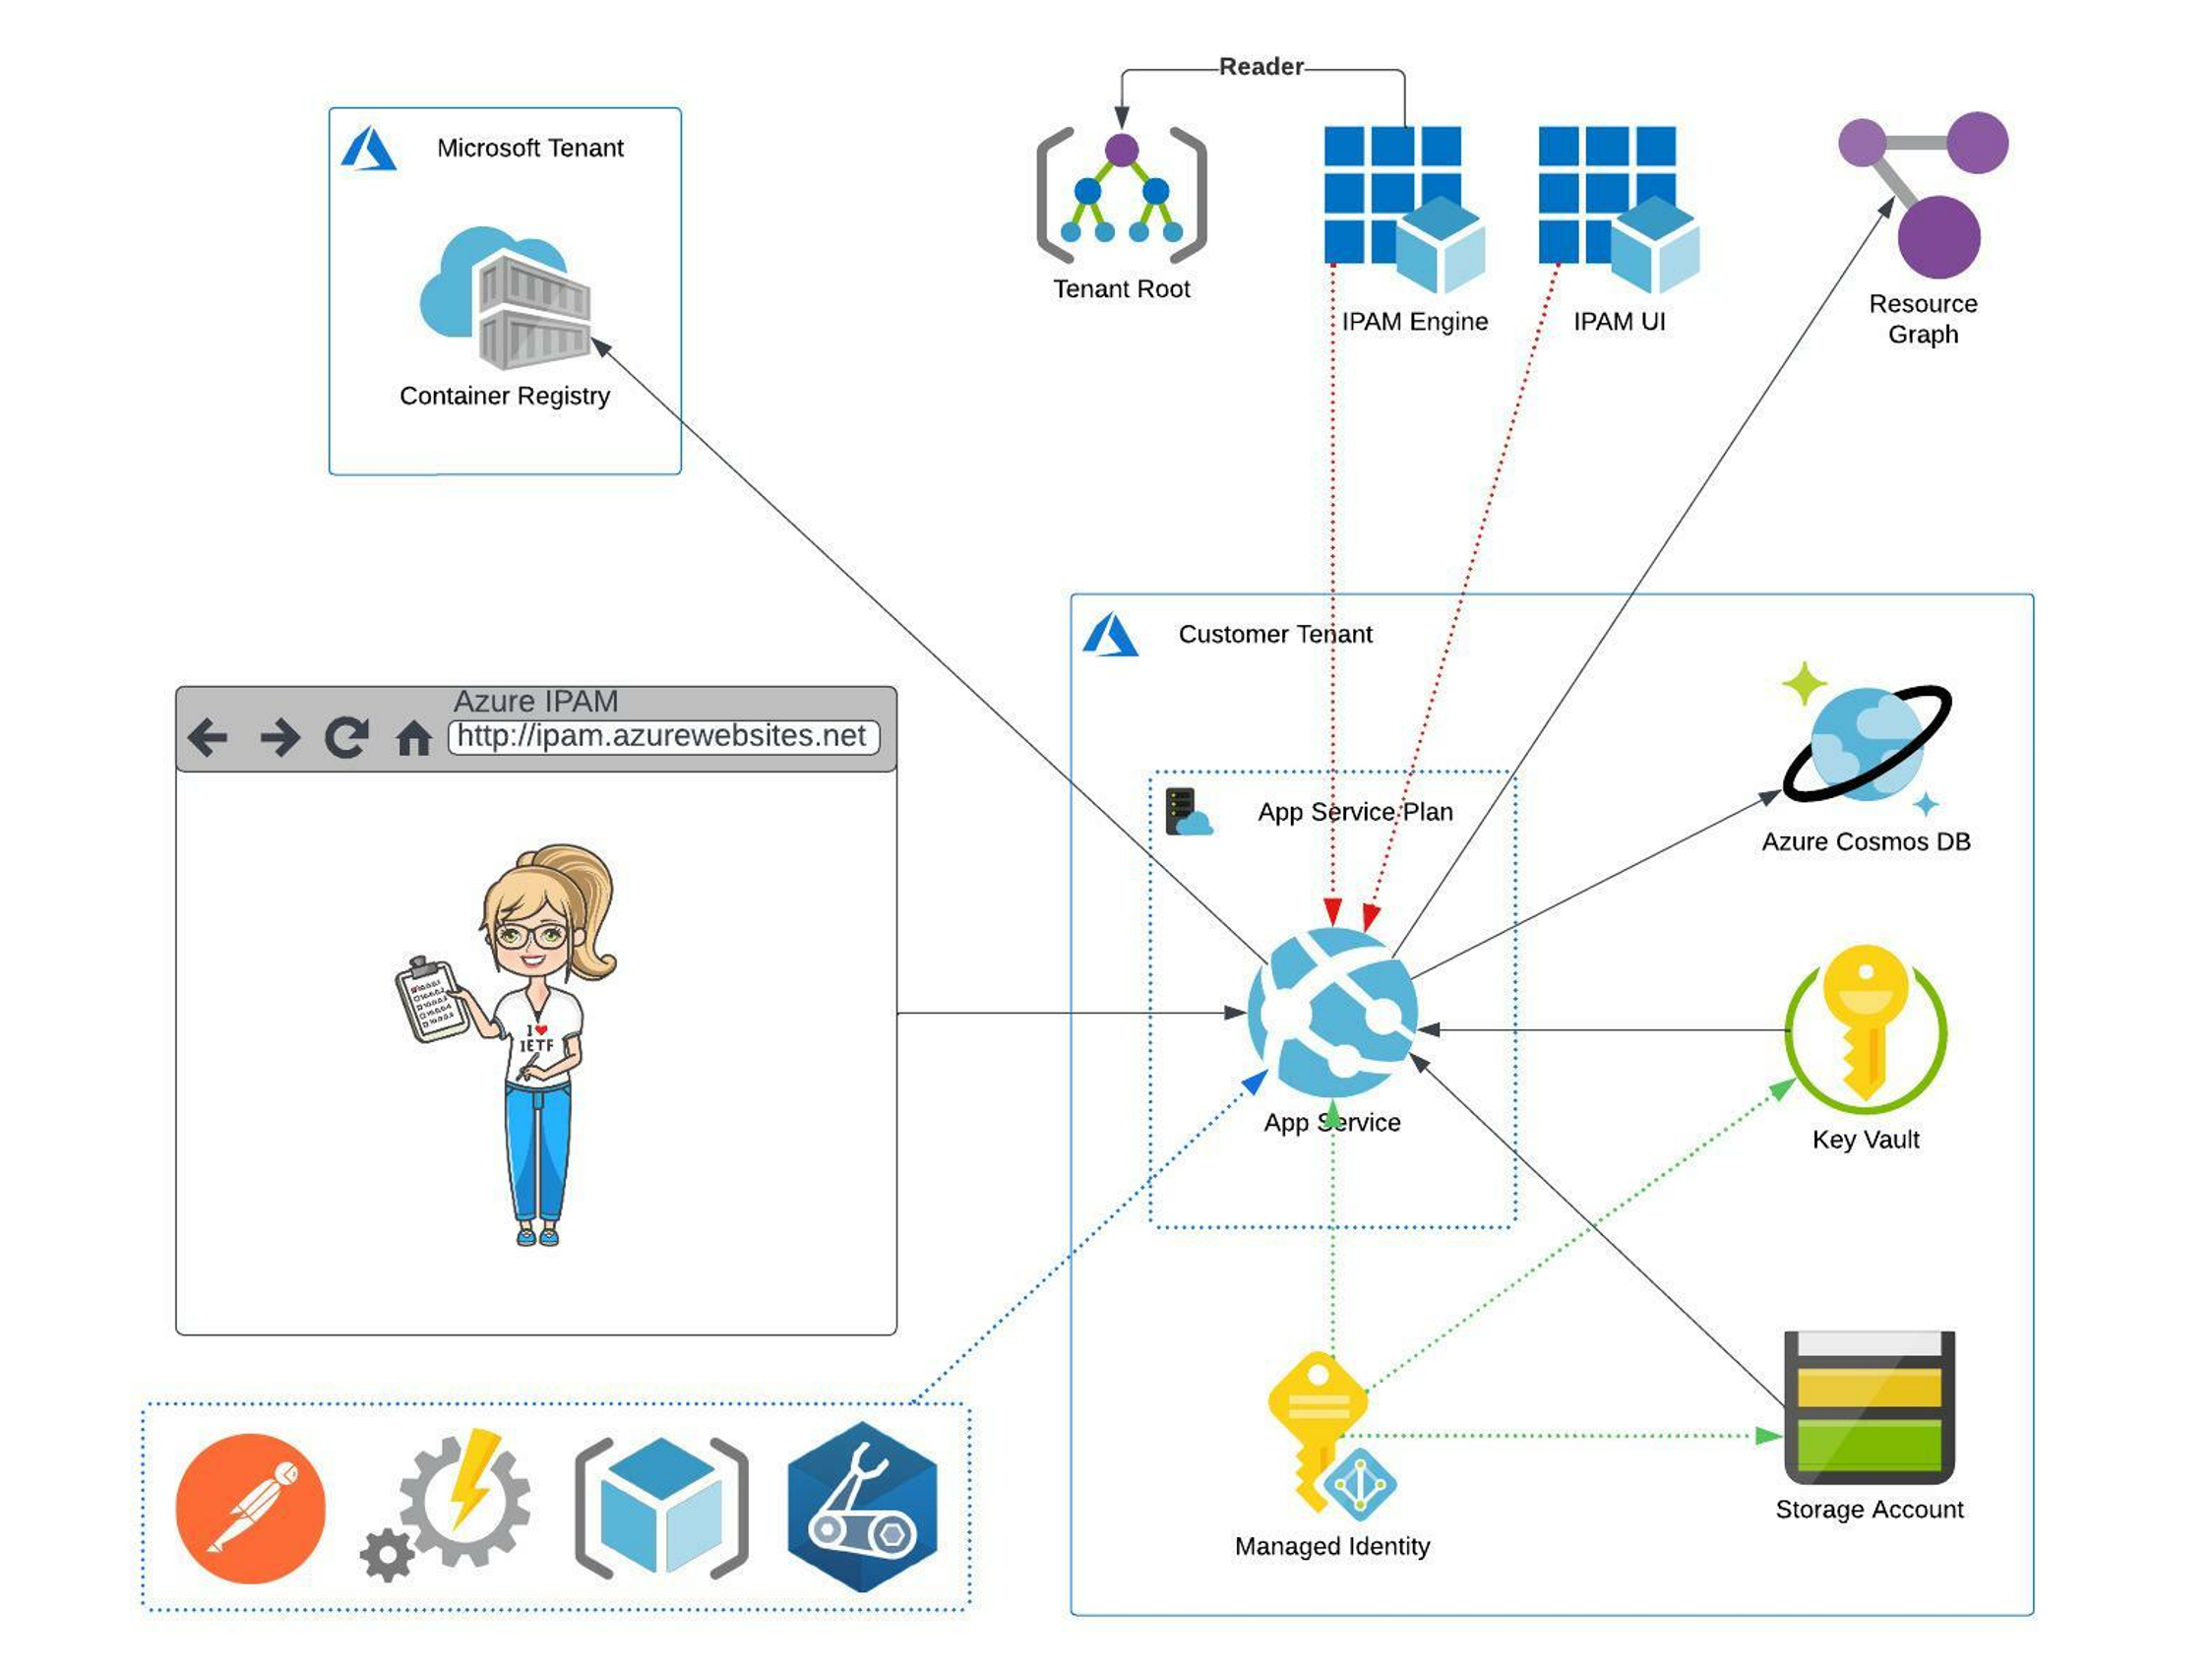 Reader
Microsoft Tenant
Container Registry
Tenant Root
IPAM Engine
IPAM UI
Resource
Graph
Customer Tenant
Azure IPAM
http://ipam.azurewebsites.net
App Service Plan
Azure Cosmos DB
I
IETF
App Service
Key Vault
Managed Identity
Storage Account